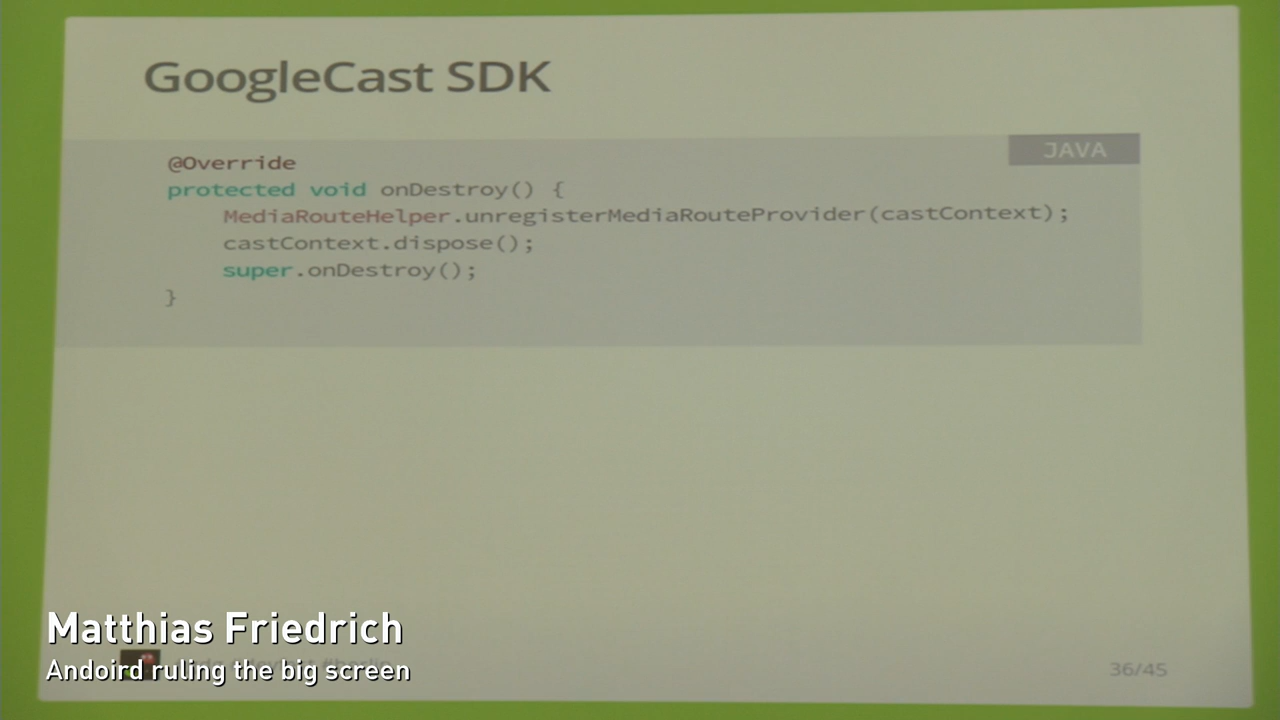 GoogleCast SDK
JAVA
@Override
protected void onDestroy() {
MediaRouteHelper.unregisterMediaRouteProvider(castContext);
castContext.dispose();
super.onDestroy();
}
Matthias Friedrich
Andoird ruling the big screen
36/45